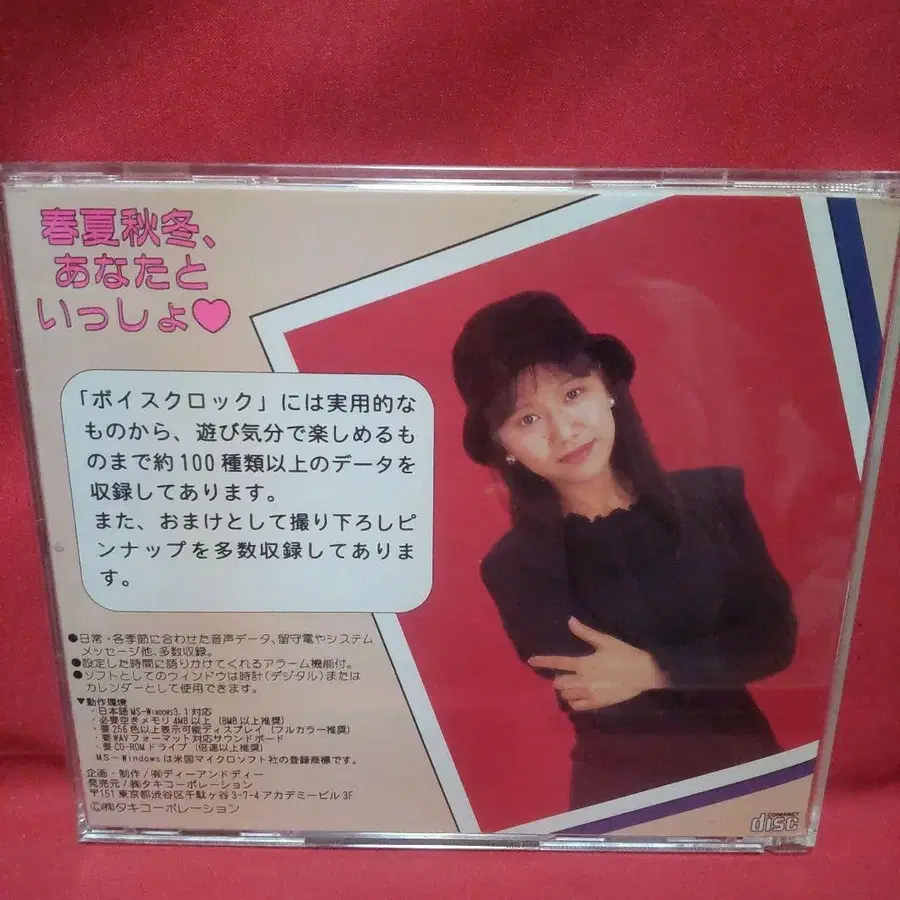 春夏秋冬、
あなたと
いっしょ♥
「ボイスクロック」には実用的な
ものから、遊び気分で楽しめるも
のまで約100種類以上のデータを
収録してあります。
また、おまけとして撮り下ろしピ
ンナップを多数収録してありま
す。
●日常・各季節に合わせた音声データ、留守電やシステム
メッセージ他、多数収録。
●設定した時間に語りかけてくれるアラーム機能付。
●ソフトとしてのウィンドウは時計(デジタル)または
カレンダーとして使用できます。
▼動作環境
・日本語MS-Windows3.1対応
・必要空きメモリ4MB以上(8MB以上推奨)
・要256色以上表示可能ディスプレイ(フルカラー推奨)
・要WAVフォーマット対応サウンドボード
・要CD-ROMドライブ(倍速以上推奨)
MS-Windowsは米国マイクロソフト社の登録商標です。
企画・制作/㈲ディーアンドディー
発売元/㈱タキコーポレーション
〒151 東京都渋谷区千駄ヶ谷3-7-4アカデミービル3F
©㈱タキコーポレーション
COMPACT
disc